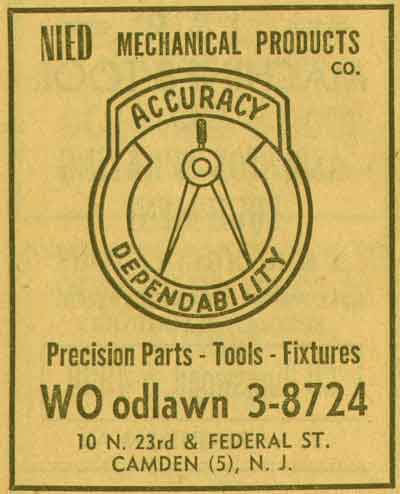 NIED MECHANICAL PRODUCTS
CO.
ACCURACY
DEPENDABILITY
Precision Parts - Tools - Fixtures
WO odlawn 3-8724
10 N. 23rd & FEDERAL ST.
CAMDEN (5), N. J.